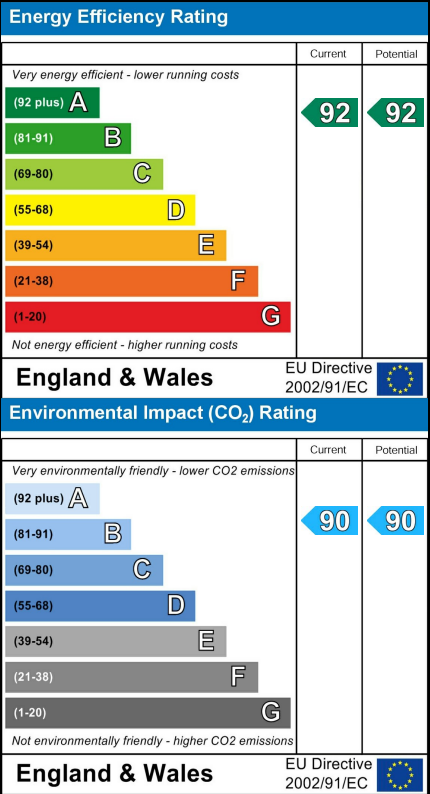 Energy Efficiency Rating
Current Potential
Very energy efficient - lower running costs
(92 plus) A
92 92
(81-91) B
(69-80) C
(55-68) D
(39-54) E
(21-38) F
(1-20) G
Not energy efficient - higher running costs
England & Wales
EU Directive
2002/91/EC
Environmental Impact (CO₂) Rating
Current Potential
Very environmentally friendly - lower CO2 emissions
(92 plus) A
(81-91) B
90 90
(69-80) C
(55-68) D
(39-54) E
(21-38) F
(1-20) G
Not environmentally friendly - higher CO2 emissions
England & Wales
EU Directive
2002/91/EC